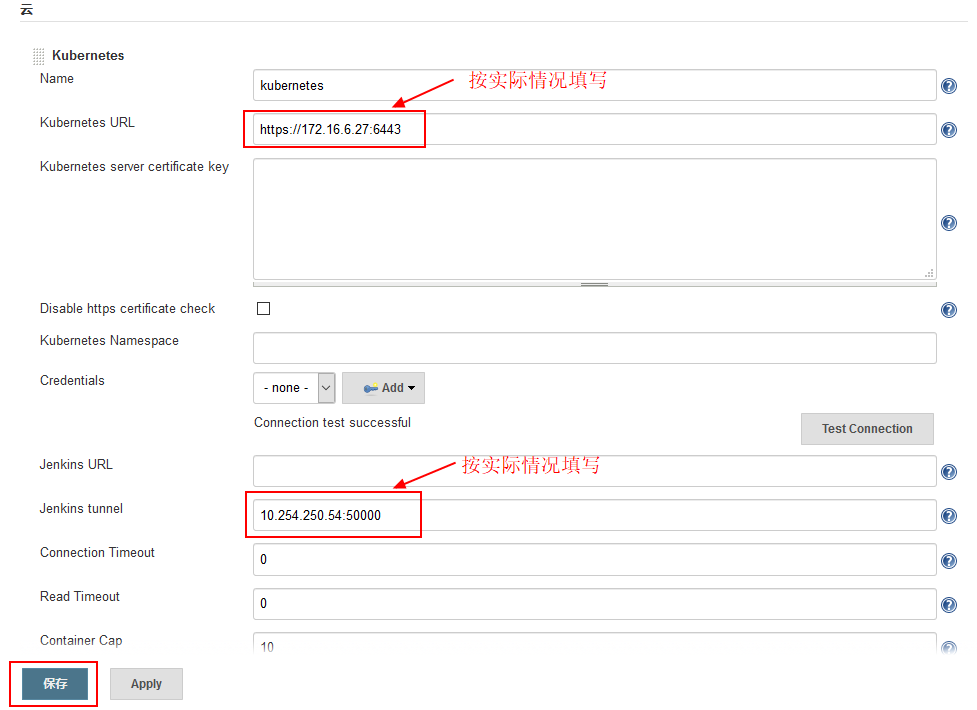 云
Kubernetes
Name
kubernetes
按实际情况填写
Kubernetes URL
https://172.16.6.27:6443
Kubernetes server certificate key
Disable https certificate check
Kubernetes Namespace
Credentials
- none -
Add
Connection test successful
Test Connection
Jenkins URL
按实际情况填写
Jenkins tunnel
10.254.250.54:50000
Connection Timeout
0
Read Timeout
0
Container Cap
10
保存
Apply